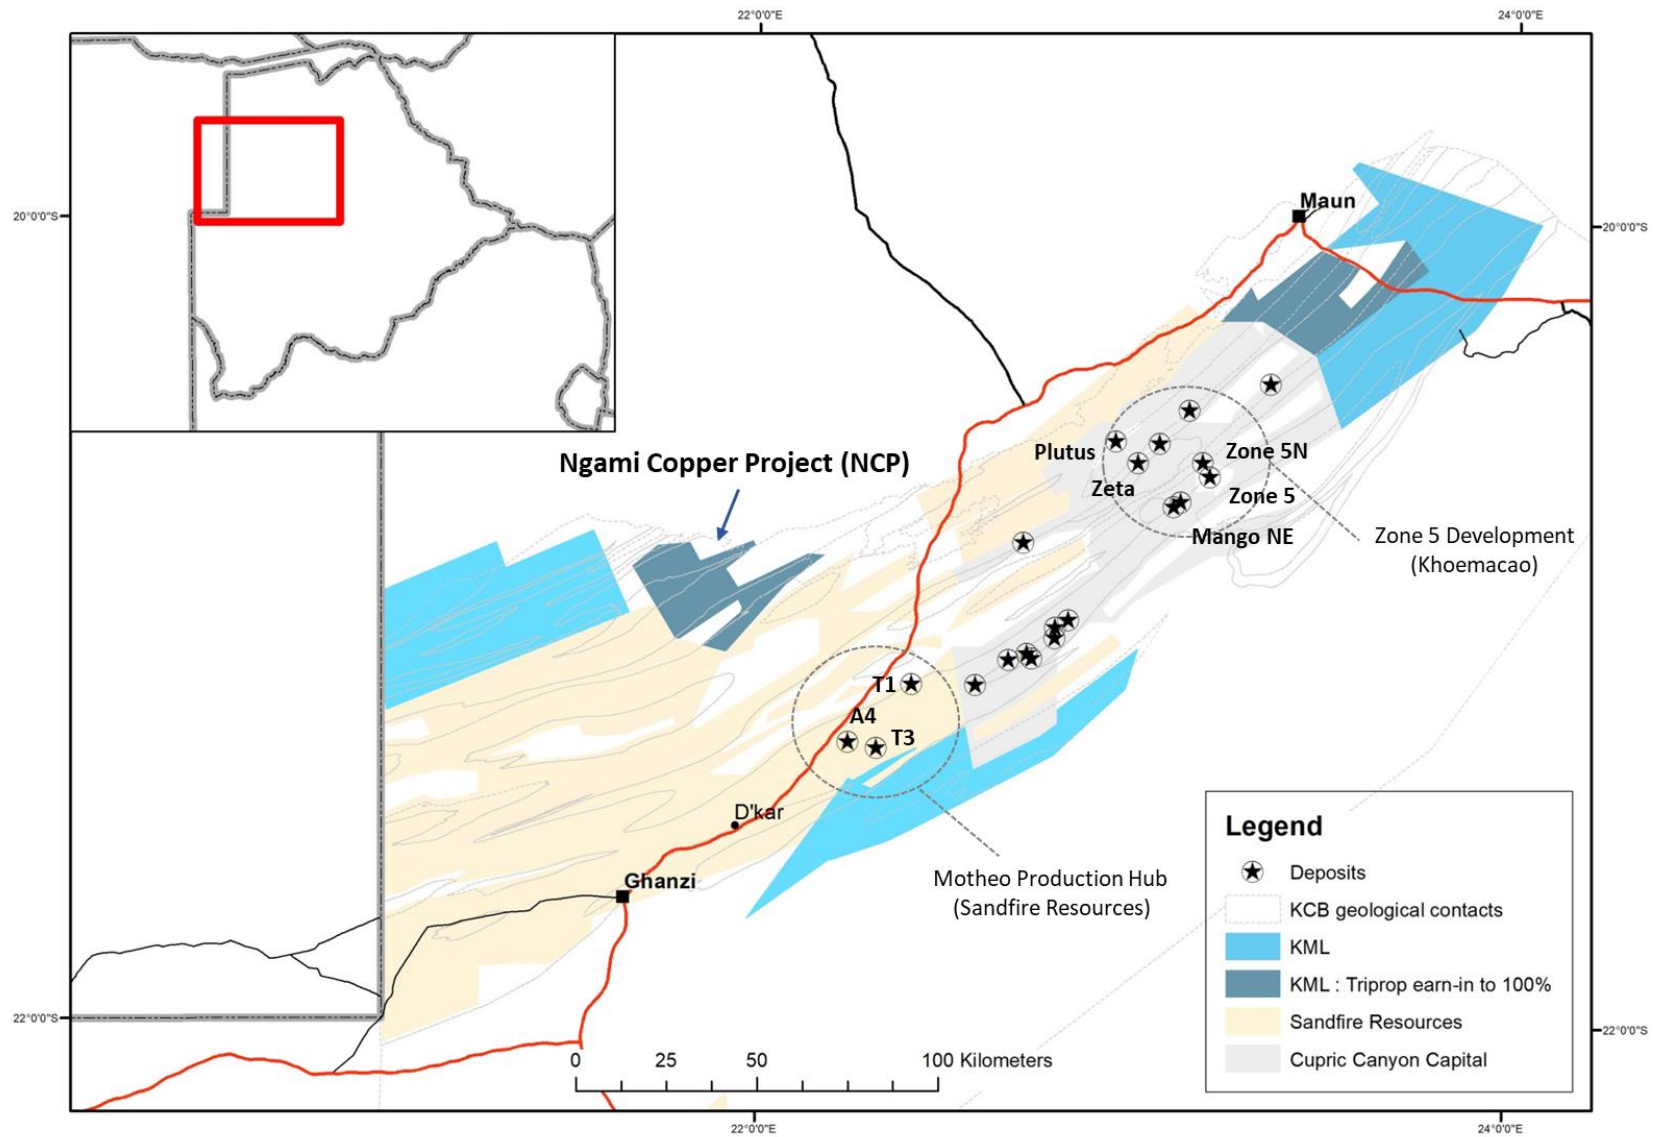 22°0'0"E
24°0'0"E
20°0'0"S
20°0'0"S
Maun
Ngami Copper Project (NCP)
Plutus
Zone 5N
Zeta
Zone 5
Mango NE
Zone 5 Development
(Khoemacao)
T1
A4
T3
D'kar
Ghanzi
Motheo Production Hub
(Sandfire Resources)
Legend
Deposits
KCB geological contacts
KML
KML : Triprop earn-in to 100%
Sandfire Resources
Cupric Canyon Capital
22°0'0"S
22°0'0"S
0 25 50 100 Kilometers
22°0'0"E
24°0'0"E